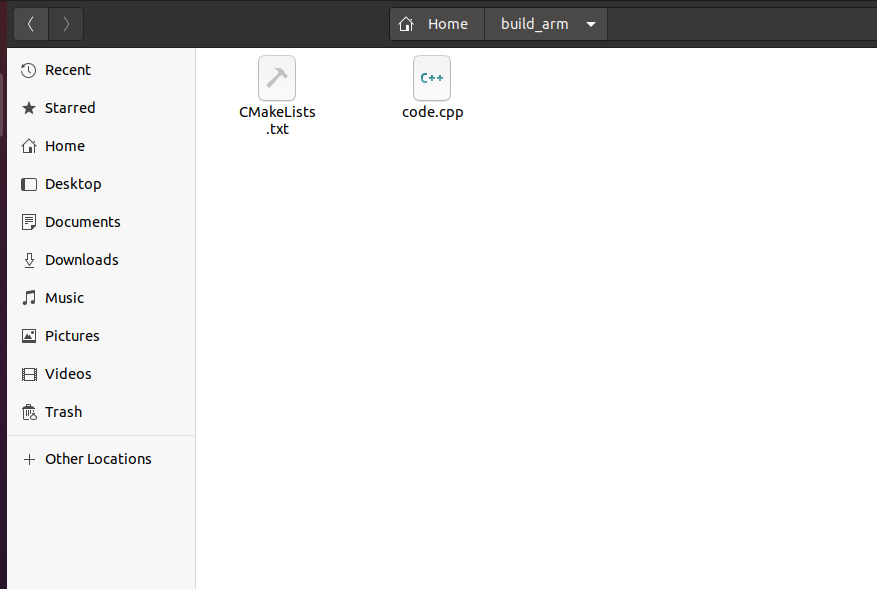 Home
build_arm
Recent
Starred
Home
Desktop
Documents
Downloads
Music
Pictures
Videos
Trash
Other Locations
CMakeLists
.txt
C++
code.cpp